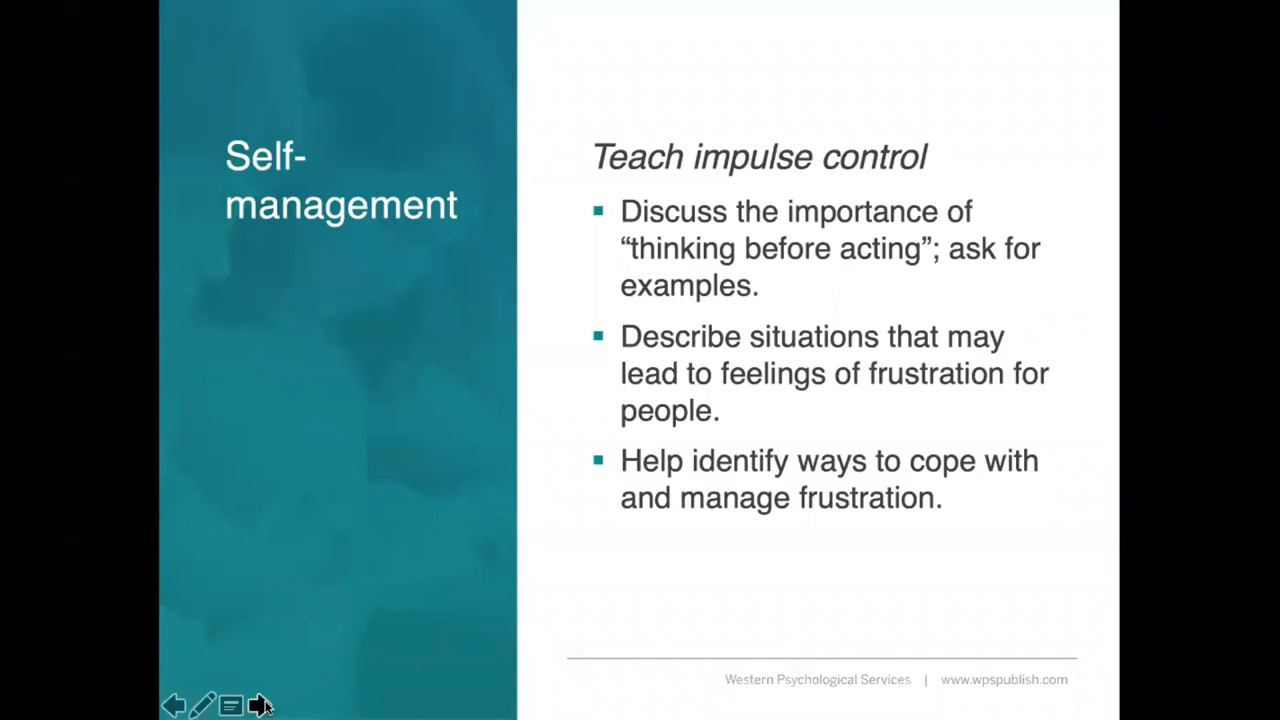 Self-
management
Teach impulse control
▪ Discuss the importance of
“thinking before acting”; ask for
examples.
▪ Describe situations that may
lead to feelings of frustration for
people.
▪ Help identify ways to cope with
and manage frustration.
Western Psychological Services | www.wpspublish.com